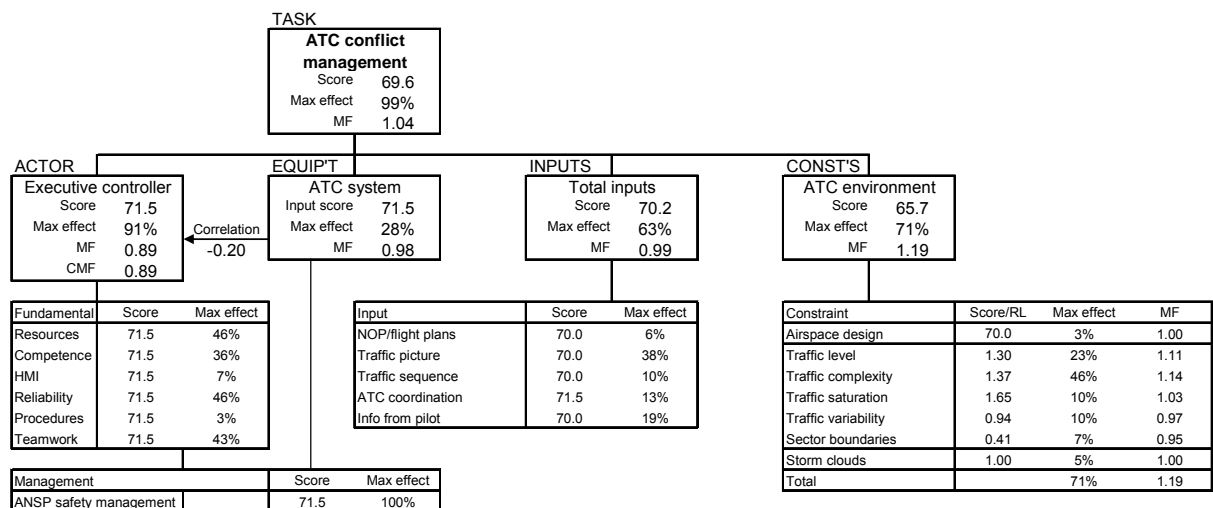 TASK
ATC conflict
management
Score 69.6
Max effect 99%
MF 1.04
ACTOR EQUIP'T INPUTS CONST'S
Executive controller
Score 71.5
Max effect 91%
MF 0.89
CMF 0.89
Correlation
-0.20
ATC system
Input score 71.5
Max effect 28%
MF 0.98
Total inputs
Score 70.2
Max effect 63%
MF 0.99
ATC environment
Score 65.7
Max effect 71%
MF 1.19
Fundamental Score Max effect
Resources 71.5 46%
Competence 71.5 36%
HMI 71.5 7%
Reliability 71.5 46%
Procedures 71.5 3%
Teamwork 71.5 43%
Input Score Max effect
NOP/flight plans 70.0 6%
Traffic picture 70.0 38%
Traffic sequence 70.0 10%
ATC coordination 71.5 13%
Info from pilot 70.0 19%
Constraint Score/RL Max effect MF
Airspace design 70.0 3% 1.00
Traffic level 1.30 23% 1.11
Traffic complexity 1.37 46% 1.14
Traffic saturation 1.65 10% 1.03
Traffic variability 0.94 10% 0.97
Sector boundaries 0.41 7% 0.95
Storm clouds 1.00 5% 1.00
Total 71% 1.19
Management Score Max effect
ANSP safety management 71.5 100%